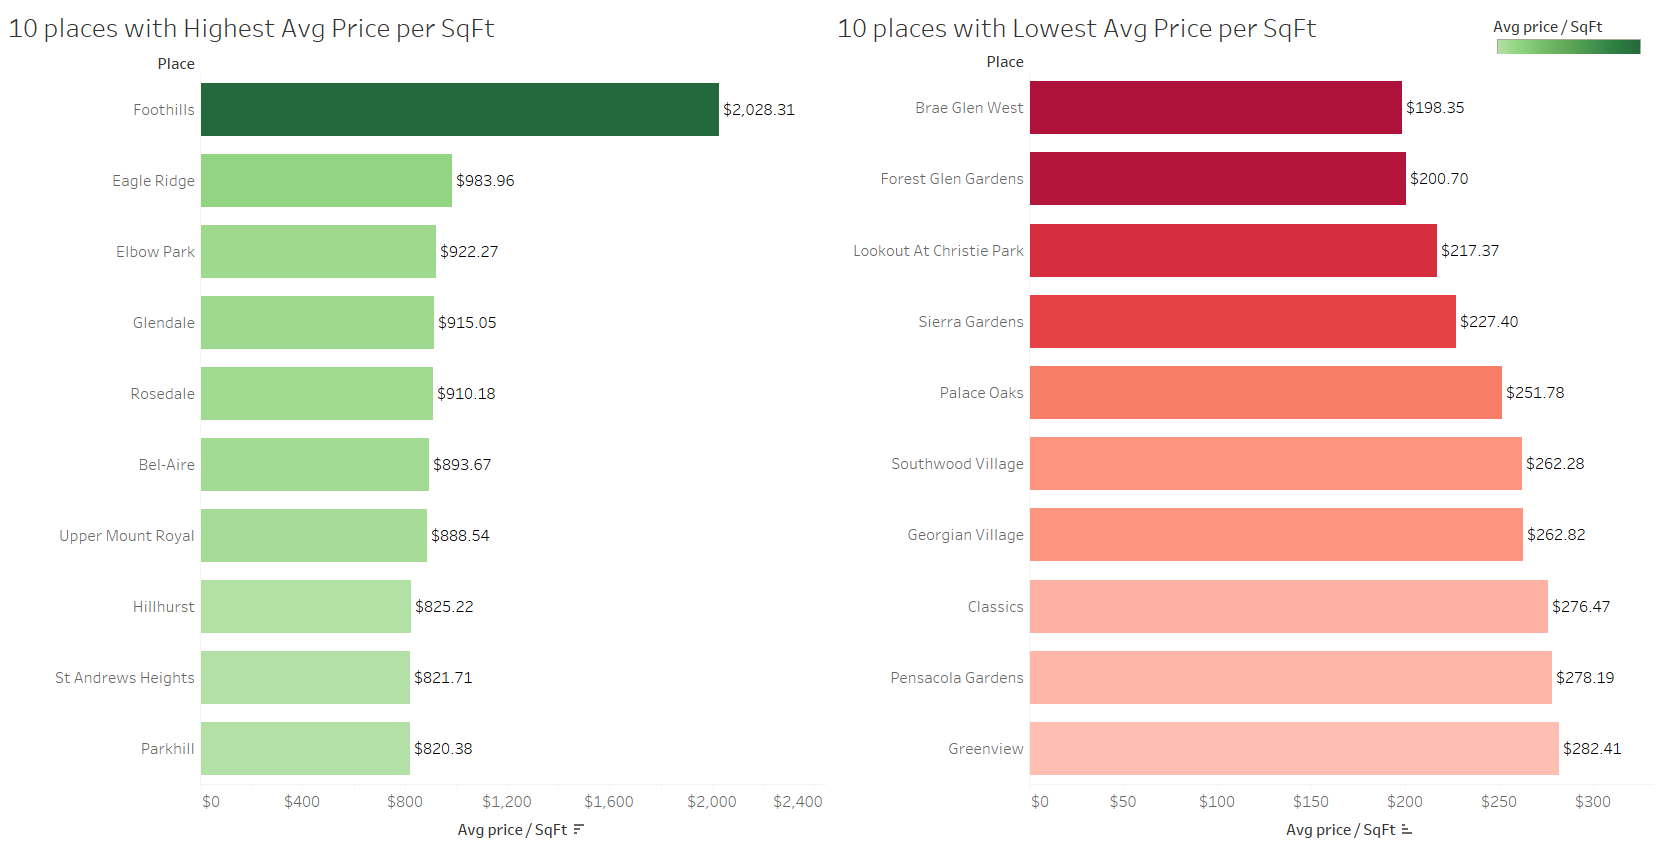 10 places with Highest Avg Price per SqFt
Place
Foothills $2,028.31
Eagle Ridge $983.96
Elbow Park $922.27
Glendale $915.05
Rosedale $910.18
Bel-Aire $893.67
Upper Mount Royal $888.54
Hillhurst $825.22
St Andrews Heights $821.71
Parkhill $820.38
$0 $400 $800 $1,200 $1,600 $2,000 $2,400
Avg price / SqFt
10 places with Lowest Avg Price per SqFt
Place
Brae Glen West $198.35
Forest Glen Gardens $200.70
Lookout At Christie Park $217.37
Sierra Gardens $227.40
Palace Oaks $251.78
Southwood Village $262.28
Georgian Village $262.82
Classics $276.47
Pensacola Gardens $278.19
Greenview $282.41
$0 $50 $100 $150 $200 $250 $300
Avg price / SqFt
Avg price / SqFt